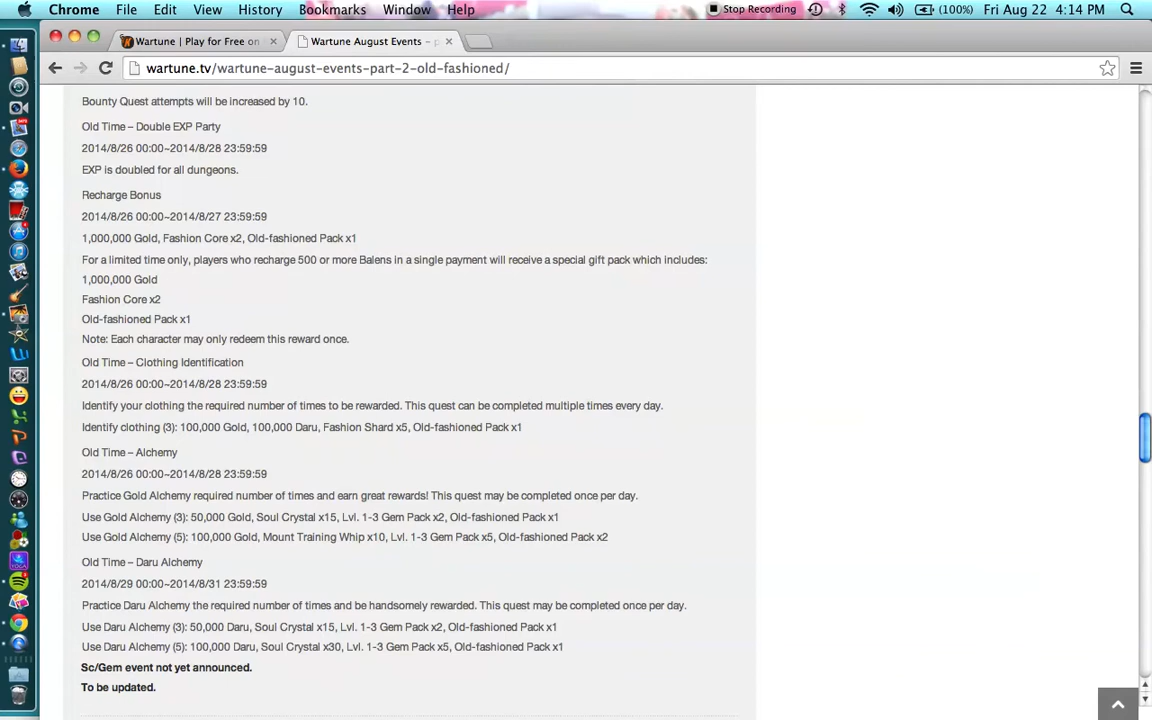 Chrome File Edit View History Bookmarks Window Help Stop Recording (100%) Fri Aug 22 4:14 PM
Wartune | Play for Free on Wartune August Events – p
wartune.tv/wartune-august-events-part-2-old-fashioned/
Bounty Quest attempts will be increased by 10.
Old Time – Double EXP Party
2014/8/26 00:00~2014/8/28 23:59:59
EXP is doubled for all dungeons.
Recharge Bonus
2014/8/26 00:00~2014/8/27 23:59:59
1,000,000 Gold, Fashion Core x2, Old-fashioned Pack x1
For a limited time only, players who recharge 500 or more Balens in a single payment will receive a special gift pack which includes:
1,000,000 Gold
Fashion Core x2
Old-fashioned Pack x1
Note: Each character may only redeem this reward once.
Old Time – Clothing Identification
2014/8/26 00:00~2014/8/28 23:59:59
Identify your clothing the required number of times to be rewarded. This quest can be completed multiple times every day.
Identify clothing (3): 100,000 Gold, 100,000 Daru, Fashion Shard x5, Old-fashioned Pack x1
Old Time – Alchemy
2014/8/26 00:00~2014/8/28 23:59:59
Practice Gold Alchemy required number of times and earn great rewards! This quest may be completed once per day.
Use Gold Alchemy (3): 50,000 Gold, Soul Crystal x15, Lvl. 1-3 Gem Pack x2, Old-fashioned Pack x1
Use Gold Alchemy (5): 100,000 Gold, Mount Training Whip x10, Lvl. 1-3 Gem Pack x5, Old-fashioned Pack x2
Old Time – Daru Alchemy
2014/8/29 00:00~2014/8/31 23:59:59
Practice Daru Alchemy the required number of times and be handsomely rewarded. This quest may be completed once per day.
Use Daru Alchemy (3): 50,000 Daru, Soul Crystal x15, Lvl. 1-3 Gem Pack x2, Old-fashioned Pack x1
Use Daru Alchemy (5): 100,000 Daru, Soul Crystal x30, Lvl. 1-3 Gem Pack x5, Old-fashioned Pack x1
Sc/Gem event not yet announced.
To be updated.